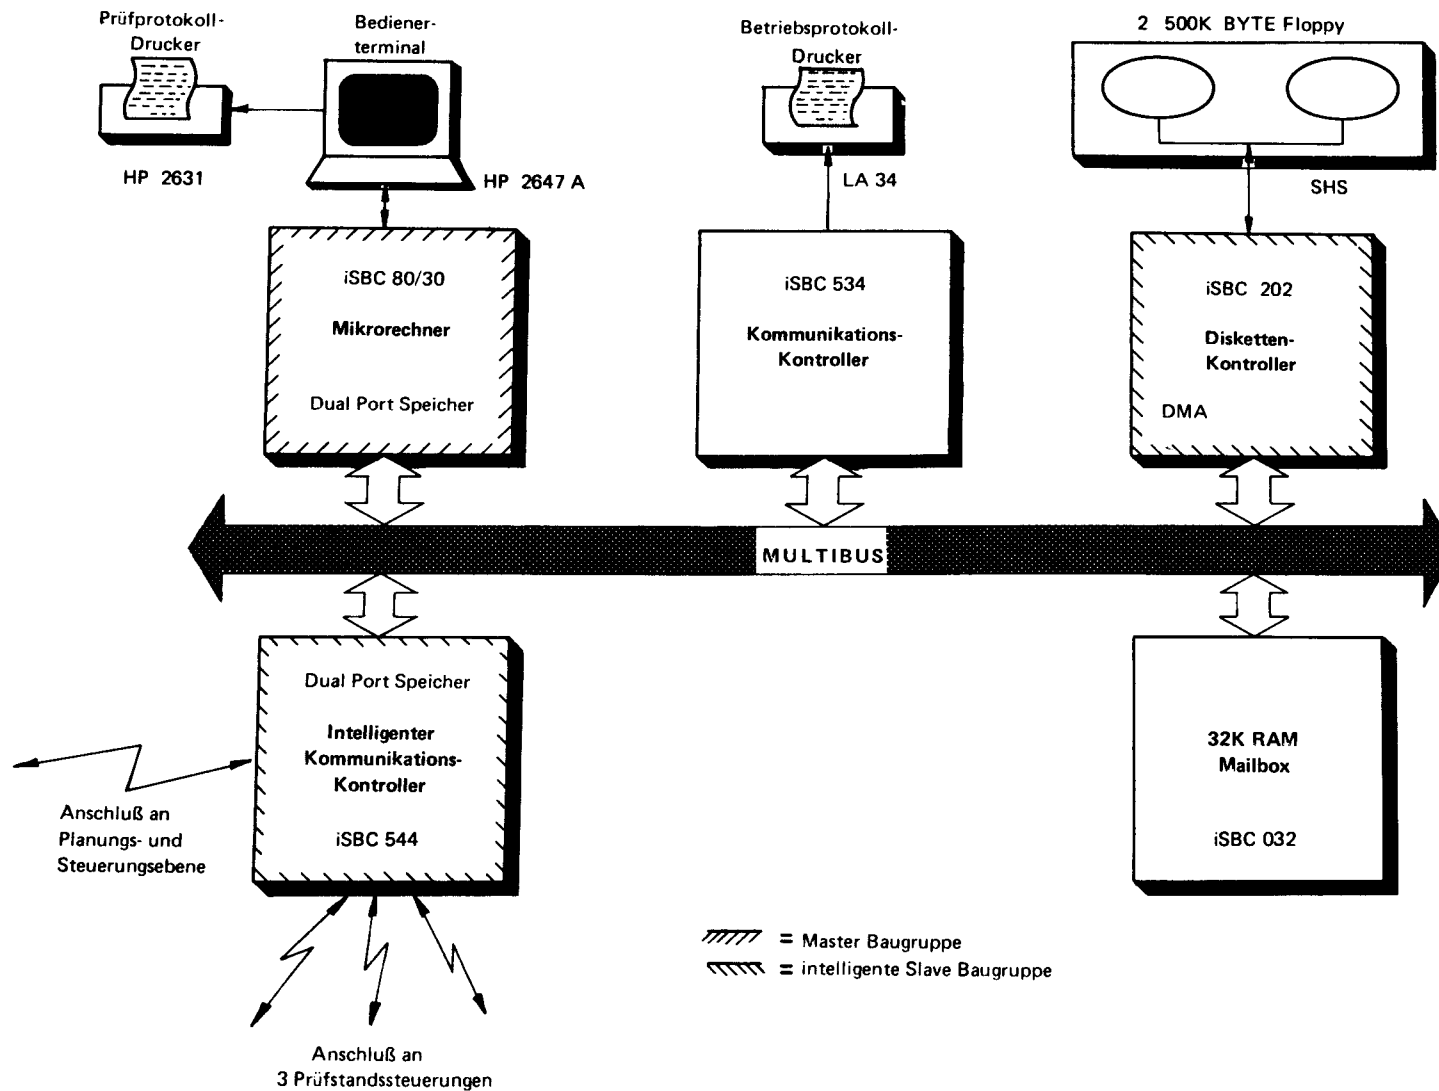 Prüfprotokoll-
Drucker
HP 2631
Bediener-
terminal
HP 2647 A
Betriebsprotokoll-
Drucker
LA 34
2 500K BYTE Floppy
SHS
iSBC 80/30
Mikrorechner
Dual Port Speicher
iSBC 534
Kommunikations-
Kontroller
iSBC 202
Disketten-
Kontroller
DMA
MULTIBUS
Dual Port Speicher
Intelligenter
Kommunikations-
Kontroller
iSBC 544
32K RAM
Mailbox
iSBC 032
Anschluß an
Planungs- und
Steuerungsebene
= Master Baugruppe
= intelligente Slave Baugruppe
Anschluß an
3 Prüfstandssteuerungen